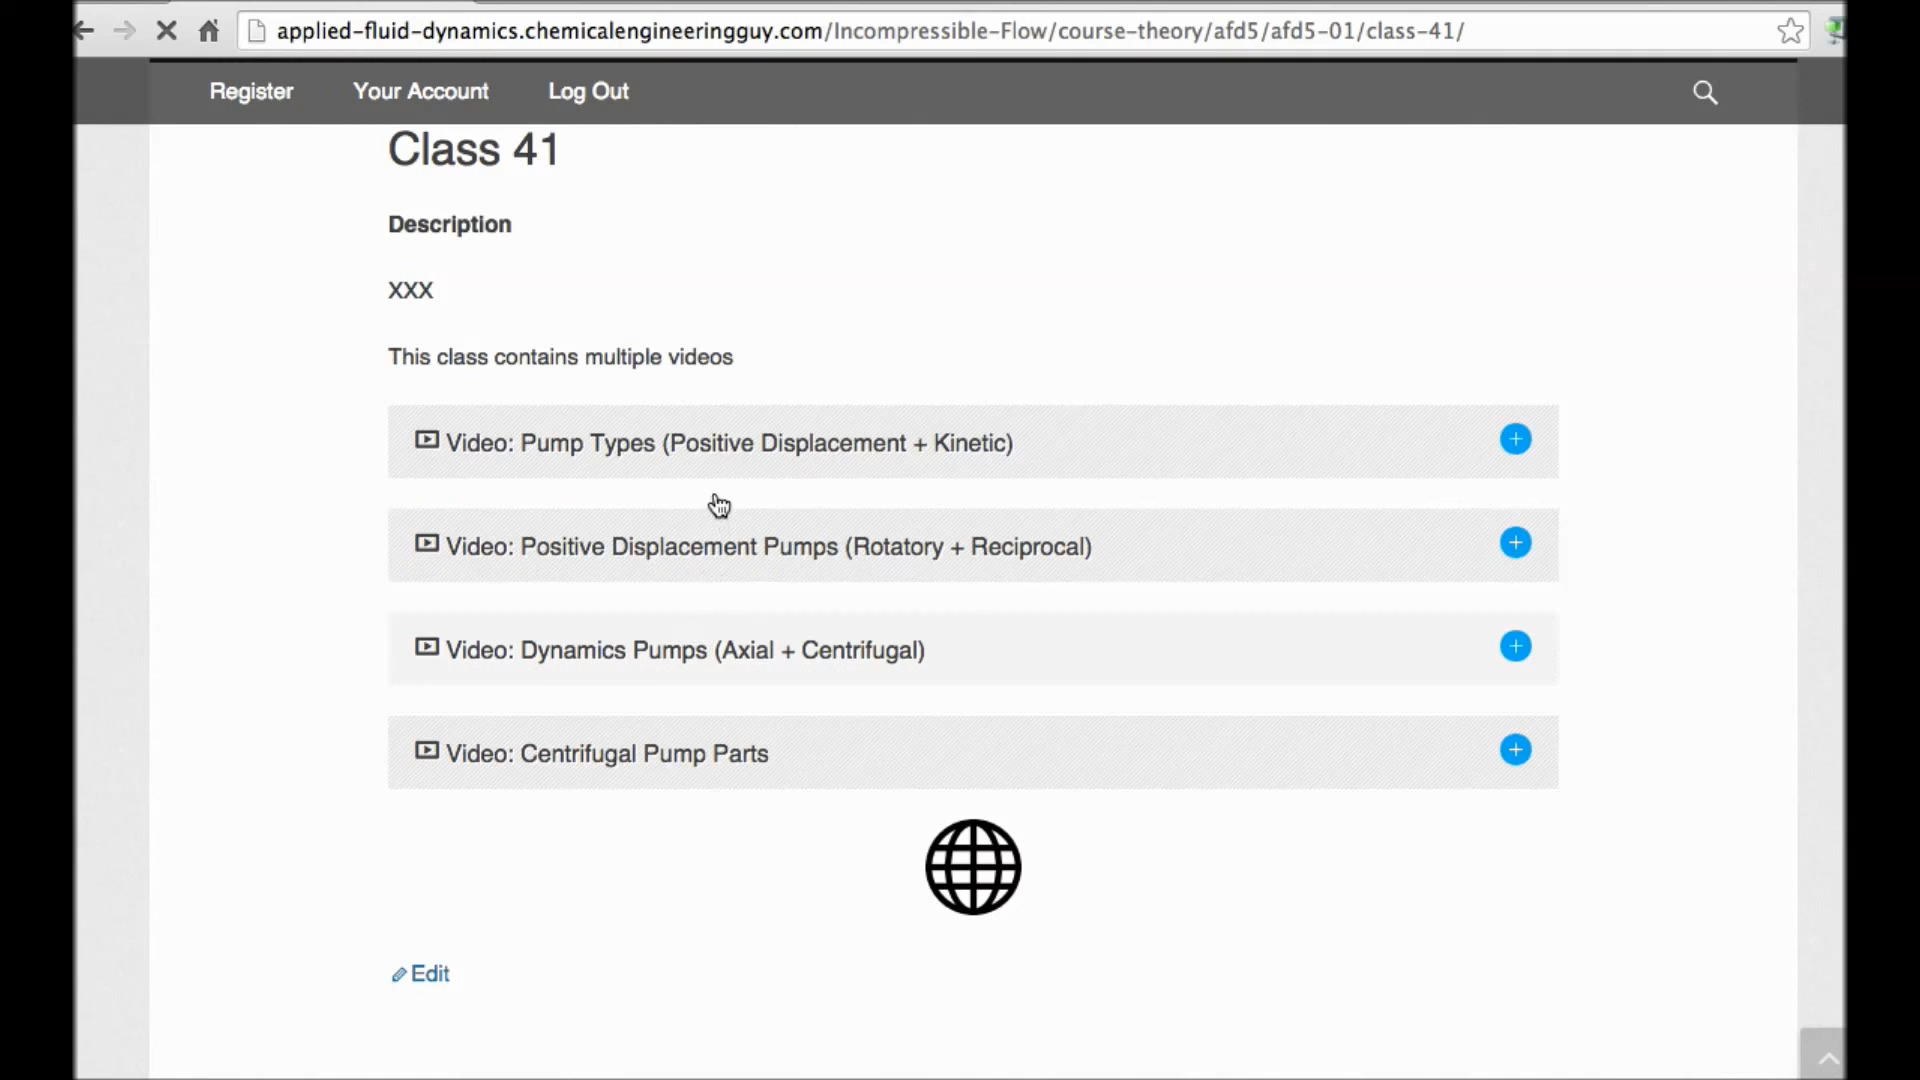 applied-fluid-dynamics.chemicalengineeringguy.com/Incompressible-Flow/course-theory/afd5/afd5-01/class-41/
Register Your Account Log Out
Class 41
Description
XXX
This class contains multiple videos
Video: Pump Types (Positive Displacement + Kinetic)
Video: Positive Displacement Pumps (Rotatory + Reciprocal)
Video: Dynamics Pumps (Axial + Centrifugal)
Video: Centrifugal Pump Parts
Edit